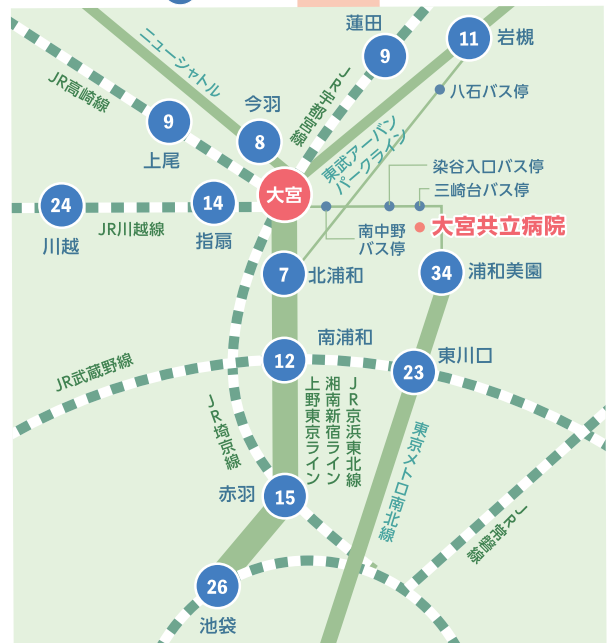 蓮田
9
11
岩槻
ニューシャトル
JR高崎線
JR宇都宮線
八石バス停
今羽
9
8
上尾
東武アーバン
パークライン
染谷入口バス停
三崎台バス停
大宮
24
14
JR川越線
川越
指扇
南中野
バス停
大宮共立病院
7
北浦和
34
浦和美園
南浦和
12
東川口
23
JR武蔵野線
JR埼京線
JR京浜東北線
湘南新宿ライン
上野東京ライン
東京メトロ南北線
赤羽
15
JR常磐線
26
池袋